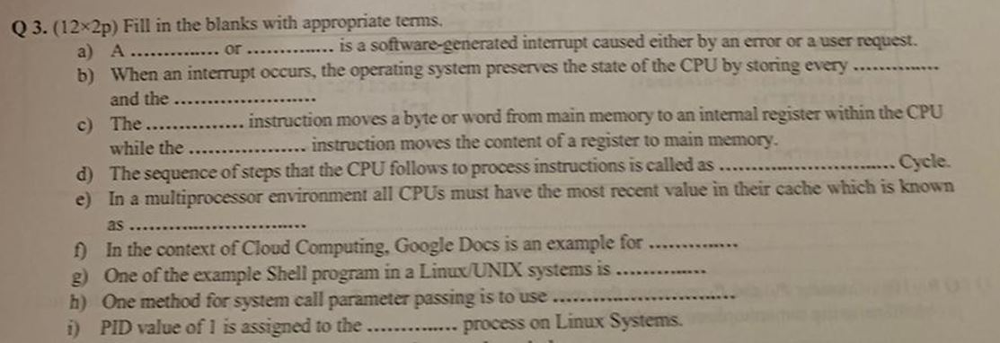 Q 3. (12×2p) Fill in the blanks with appropriate terms.
a) A .............. or .............. is a software-generated interrupt caused either by an error or a user request.
b) When an interrupt occurs, the operating system preserves the state of the CPU by storing every ..............
and the ......................
c) The ............... instruction moves a byte or word from main memory to an internal register within the CPU
while the .................. instruction moves the content of a register to main memory.
d) The sequence of steps that the CPU follows to process instructions is called as ........................... Cycle.
e) In a multiprocessor environment all CPUs must have the most recent value in their cache which is known
as ...........................
f) In the context of Cloud Computing, Google Docs is an example for ..............
g) One of the example Shell program in a Linux/UNIX systems is ..............
h) One method for system call parameter passing is to use ............................
i) PID value of 1 is assigned to the .............. process on Linux Systems.